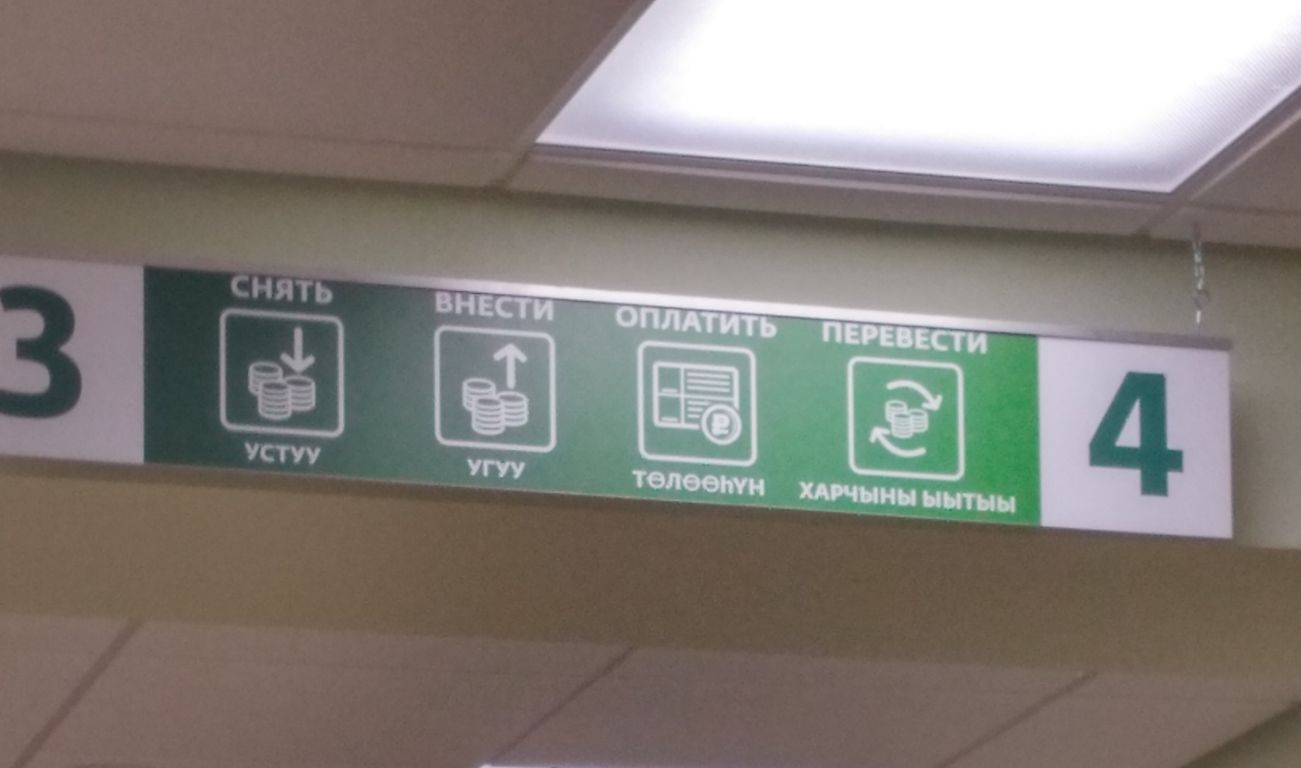 3
СНЯТЬ
УСТУУ
ВНЕСТИ
УГУУ
ОПЛАТИТЬ
ТӨЛӨӨҺҮН
ПЕРЕВЕСТИ
ХАРЧЫНЫ ЫЫТЫЫ
4